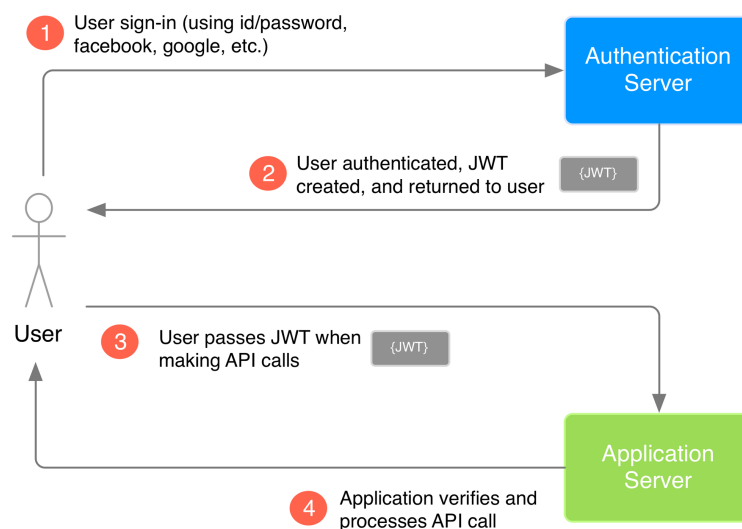 1
User sign-in (using id/password,
facebook, google, etc.)
Authentication
Server
2
User authenticated, JWT
created, and returned to user
{JWT}
User
3
User passes JWT when
making API calls
{JWT}
Application
Server
4
Application verifies and
processes API call